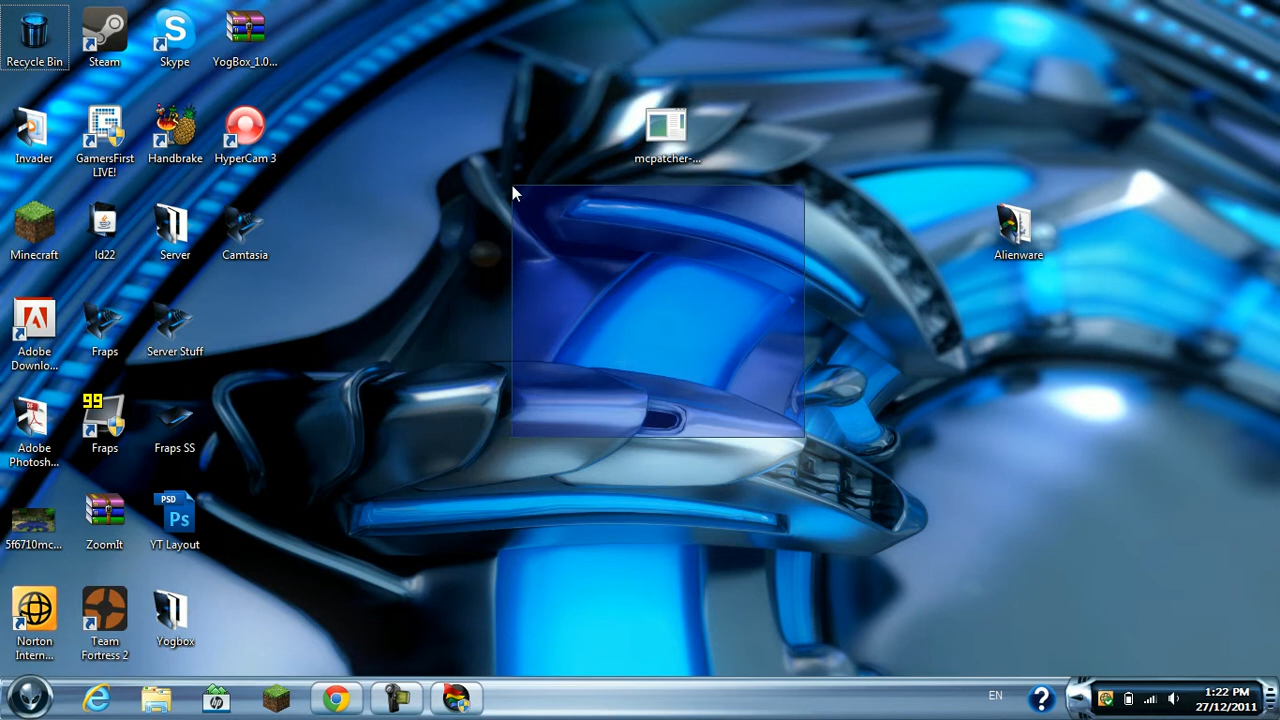 Recycle Bin
Steam
Skype
YogBox_1.0...
Invader
GamersFirst
LIVE!
Handbrake
HyperCam 3
mcpatcher-...
Minecraft
ld22
Server
Camtasia
Alienware
Adobe
Downlo...
Fraps
Server Stuff
99
Adobe
Photosh...
Fraps
Fraps SS
5f6710mc...
ZoomIt
PSD
Ps
YT Layout
Norton
Intern...
Team
Fortress 2
Yogbox
EN
1:22 PM
27/12/2011